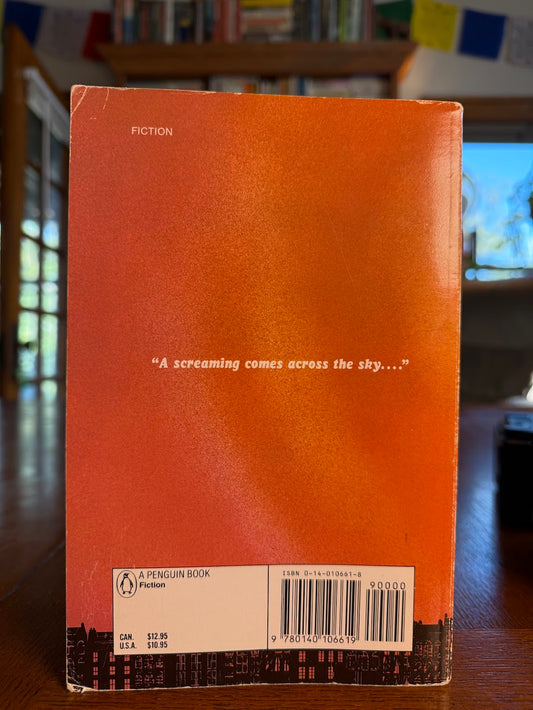 FICTION
“A screaming comes across the sky....”
A PENGUIN BOOK
Fiction
CAN. $12.95
U.S.A. $10.95
ISBN 0-14-010661-8
90000
9 780140 106619